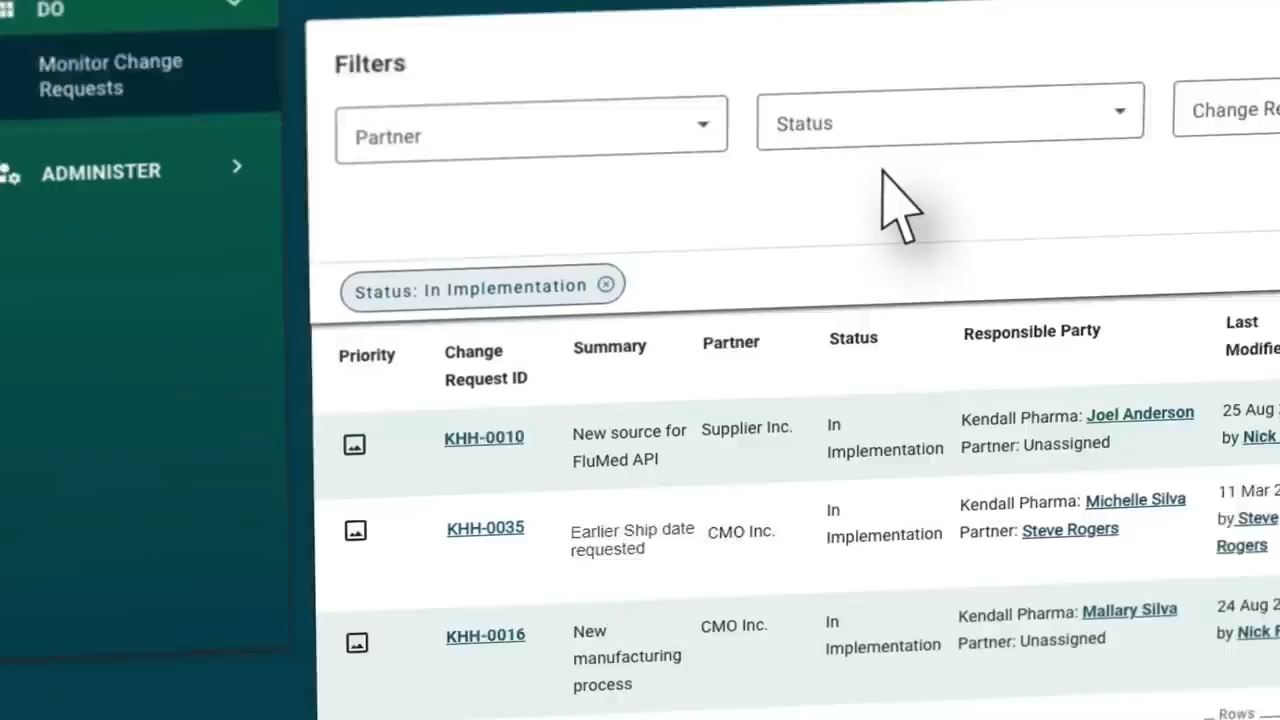 DO
Monitor Change
Requests
ADMINISTER
Filters
Partner
Status
Change
Status: In Implementation
Priority
Change
Request ID
Summary
Partner
Status
Responsible Party
Last
KHH-0010
New source for
FluMed API
Supplier Inc.
In
Implementation
Kendall Pharma: Joel Anderson
Partner: Unassigned
25 Aug
by Nick
KHH-0035
Earlier Ship date
requested
CMO Inc.
In
Implementation
Kendall Pharma: Michelle Silva
Partner: Steve Rogers
11 Mar
by Steve
Rogers
KHH-0016
New
manufacturing
process
CMO Inc.
In
Implementation
Kendall Pharma: Mallary Silva
Partner: Unassigned
24 Aug
by Nick
Rows